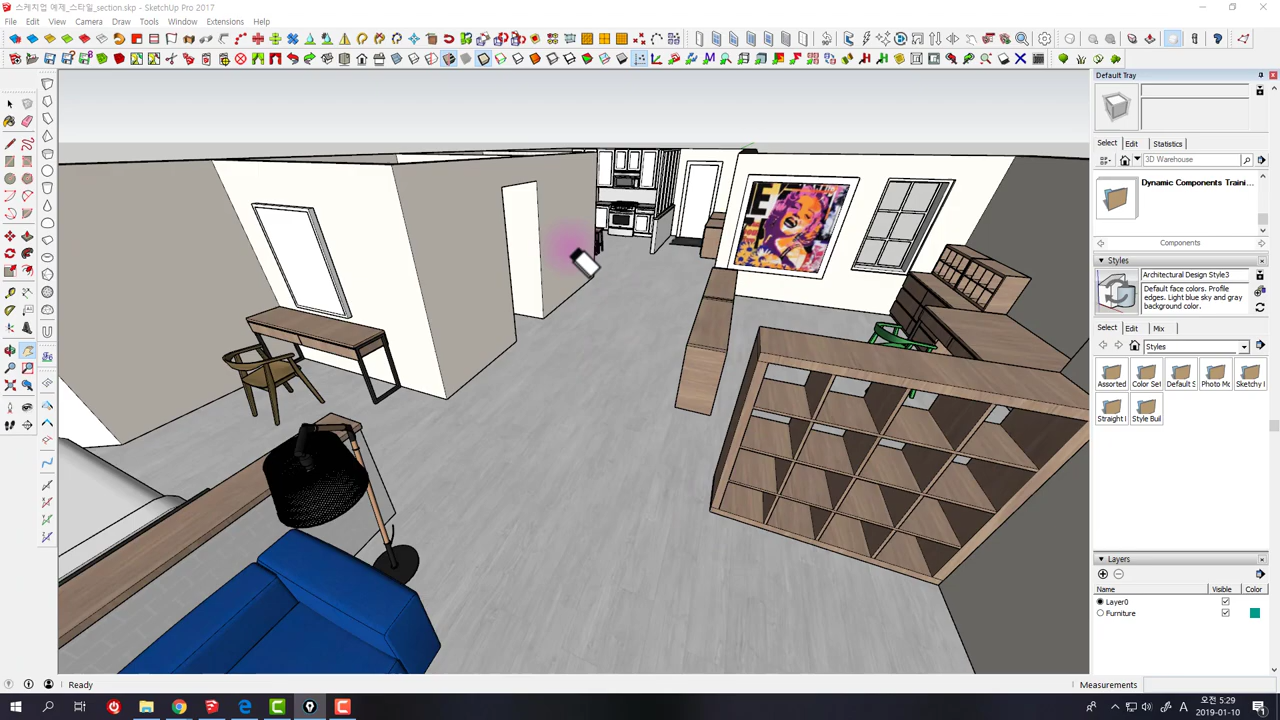 스케치업 예제_스타일_section.skp - SketchUp Pro 2017
File Edit View Camera Draw Tools Window Extensions Help
Default Tray
Select Edit Statistics
3D Warehouse
Dynamic Components Traini...
Components
Styles
Architectural Design Style3
Default face colors. Profile
edges. Light blue sky and gray
background color.
Select Edit Mix
Styles
Assorted Color Set Default S Photo Mo Sketchy
Straight Style Buil
Layers
Name Visible Color
Layer0
Furniture
Ready
Measurements
A
오전 5:29
2019-01-10